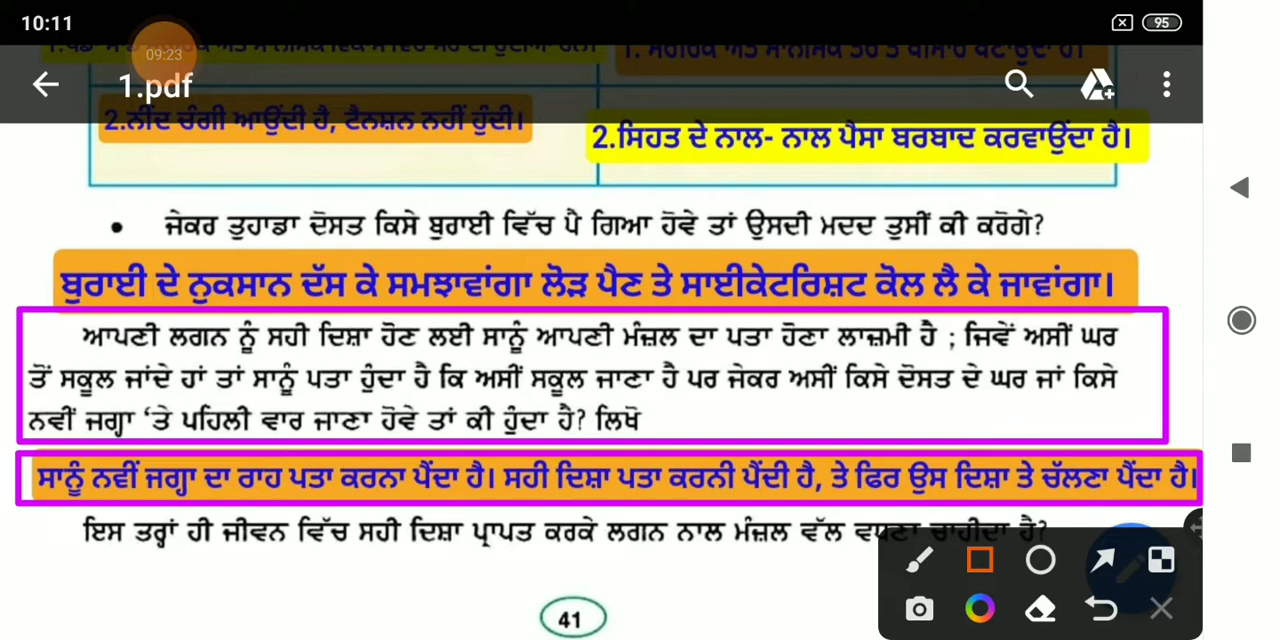 10:11
95
09:23
1.pdf
2.ਨੀਂਦ ਚੰਗੀ ਆਉਂਦੀ ਹੈ, ਟੈਨਸ਼ਨ ਨਹੀਂ ਹੁੰਦੀ।
2.ਸਿਹਤ ਦੇ ਨਾਲ- ਨਾਲ ਪੈਸਾ ਬਰਬਾਦ ਕਰਵਾਉਂਦਾ ਹੈ।
• ਜੇਕਰ ਤੁਹਾਡਾ ਦੋਸਤ ਕਿਸੇ ਬੁਰਾਈ ਵਿੱਚ ਪੈ ਗਿਆ ਹੋਵੇ ਤਾਂ ਉਸਦੀ ਮਦਦ ਤੁਸੀਂ ਕੀ ਕਰੋਗੇ?
ਬੁਰਾਈ ਦੇ ਨੁਕਸਾਨ ਦੱਸ ਕੇ ਸਮਝਾਵਾਂਗਾ ਲੋੜ ਪੈਣ ਤੇ ਸਾਈਕੇਟਰਿਸ਼ਟ ਕੋਲ ਲੈ ਕੇ ਜਾਵਾਂਗਾ।
ਆਪਣੀ ਲਗਨ ਨੂੰ ਸਹੀ ਦਿਸ਼ਾ ਹੋਣ ਲਈ ਸਾਨੂੰ ਆਪਣੀ ਮੰਜ਼ਲ ਦਾ ਪਤਾ ਹੋਣਾ ਲਾਜ਼ਮੀ ਹੈ ; ਜਿਵੇਂ ਅਸੀਂ ਘਰ
ਤੋਂ ਸਕੂਲ ਜਾਂਦੇ ਹਾਂ ਤਾਂ ਸਾਨੂੰ ਪਤਾ ਹੁੰਦਾ ਹੈ ਕਿ ਅਸੀਂ ਸਕੂਲ ਜਾਣਾ ਹੈ ਪਰ ਜੇਕਰ ਅਸੀਂ ਕਿਸੇ ਦੋਸਤ ਦੇ ਘਰ ਜਾਂ ਕਿਸੇ
ਨਵੀਂ ਜਗ੍ਹਾ 'ਤੇ ਪਹਿਲੀ ਵਾਰ ਜਾਣਾ ਹੋਵੇ ਤਾਂ ਕੀ ਹੁੰਦਾ ਹੈ? ਲਿਖੋ
ਸਾਨੂੰ ਨਵੀਂ ਜਗ੍ਹਾ ਦਾ ਰਾਹ ਪਤਾ ਕਰਨਾ ਪੈਂਦਾ ਹੈ। ਸਹੀ ਦਿਸ਼ਾ ਪਤਾ ਕਰਨੀ ਪੈਂਦੀ ਹੈ, ਤੇ ਫਿਰ ਉਸ ਦਿਸ਼ਾ ਤੇ ਚੱਲਣਾ ਪੈਂਦਾ ਹੈ।
ਇਸ ਤਰ੍ਹਾਂ ਹੀ ਜੀਵਨ ਵਿੱਚ ਸਹੀ ਦਿਸ਼ਾ ਪ੍ਰਾਪਤ ਕਰਕੇ ਲਗਨ ਨਾਲ ਮੰਜ਼ਲ ਵੱਲ ਵਧਣਾ ਚਾਹੀਦਾ ਹੈ?
41